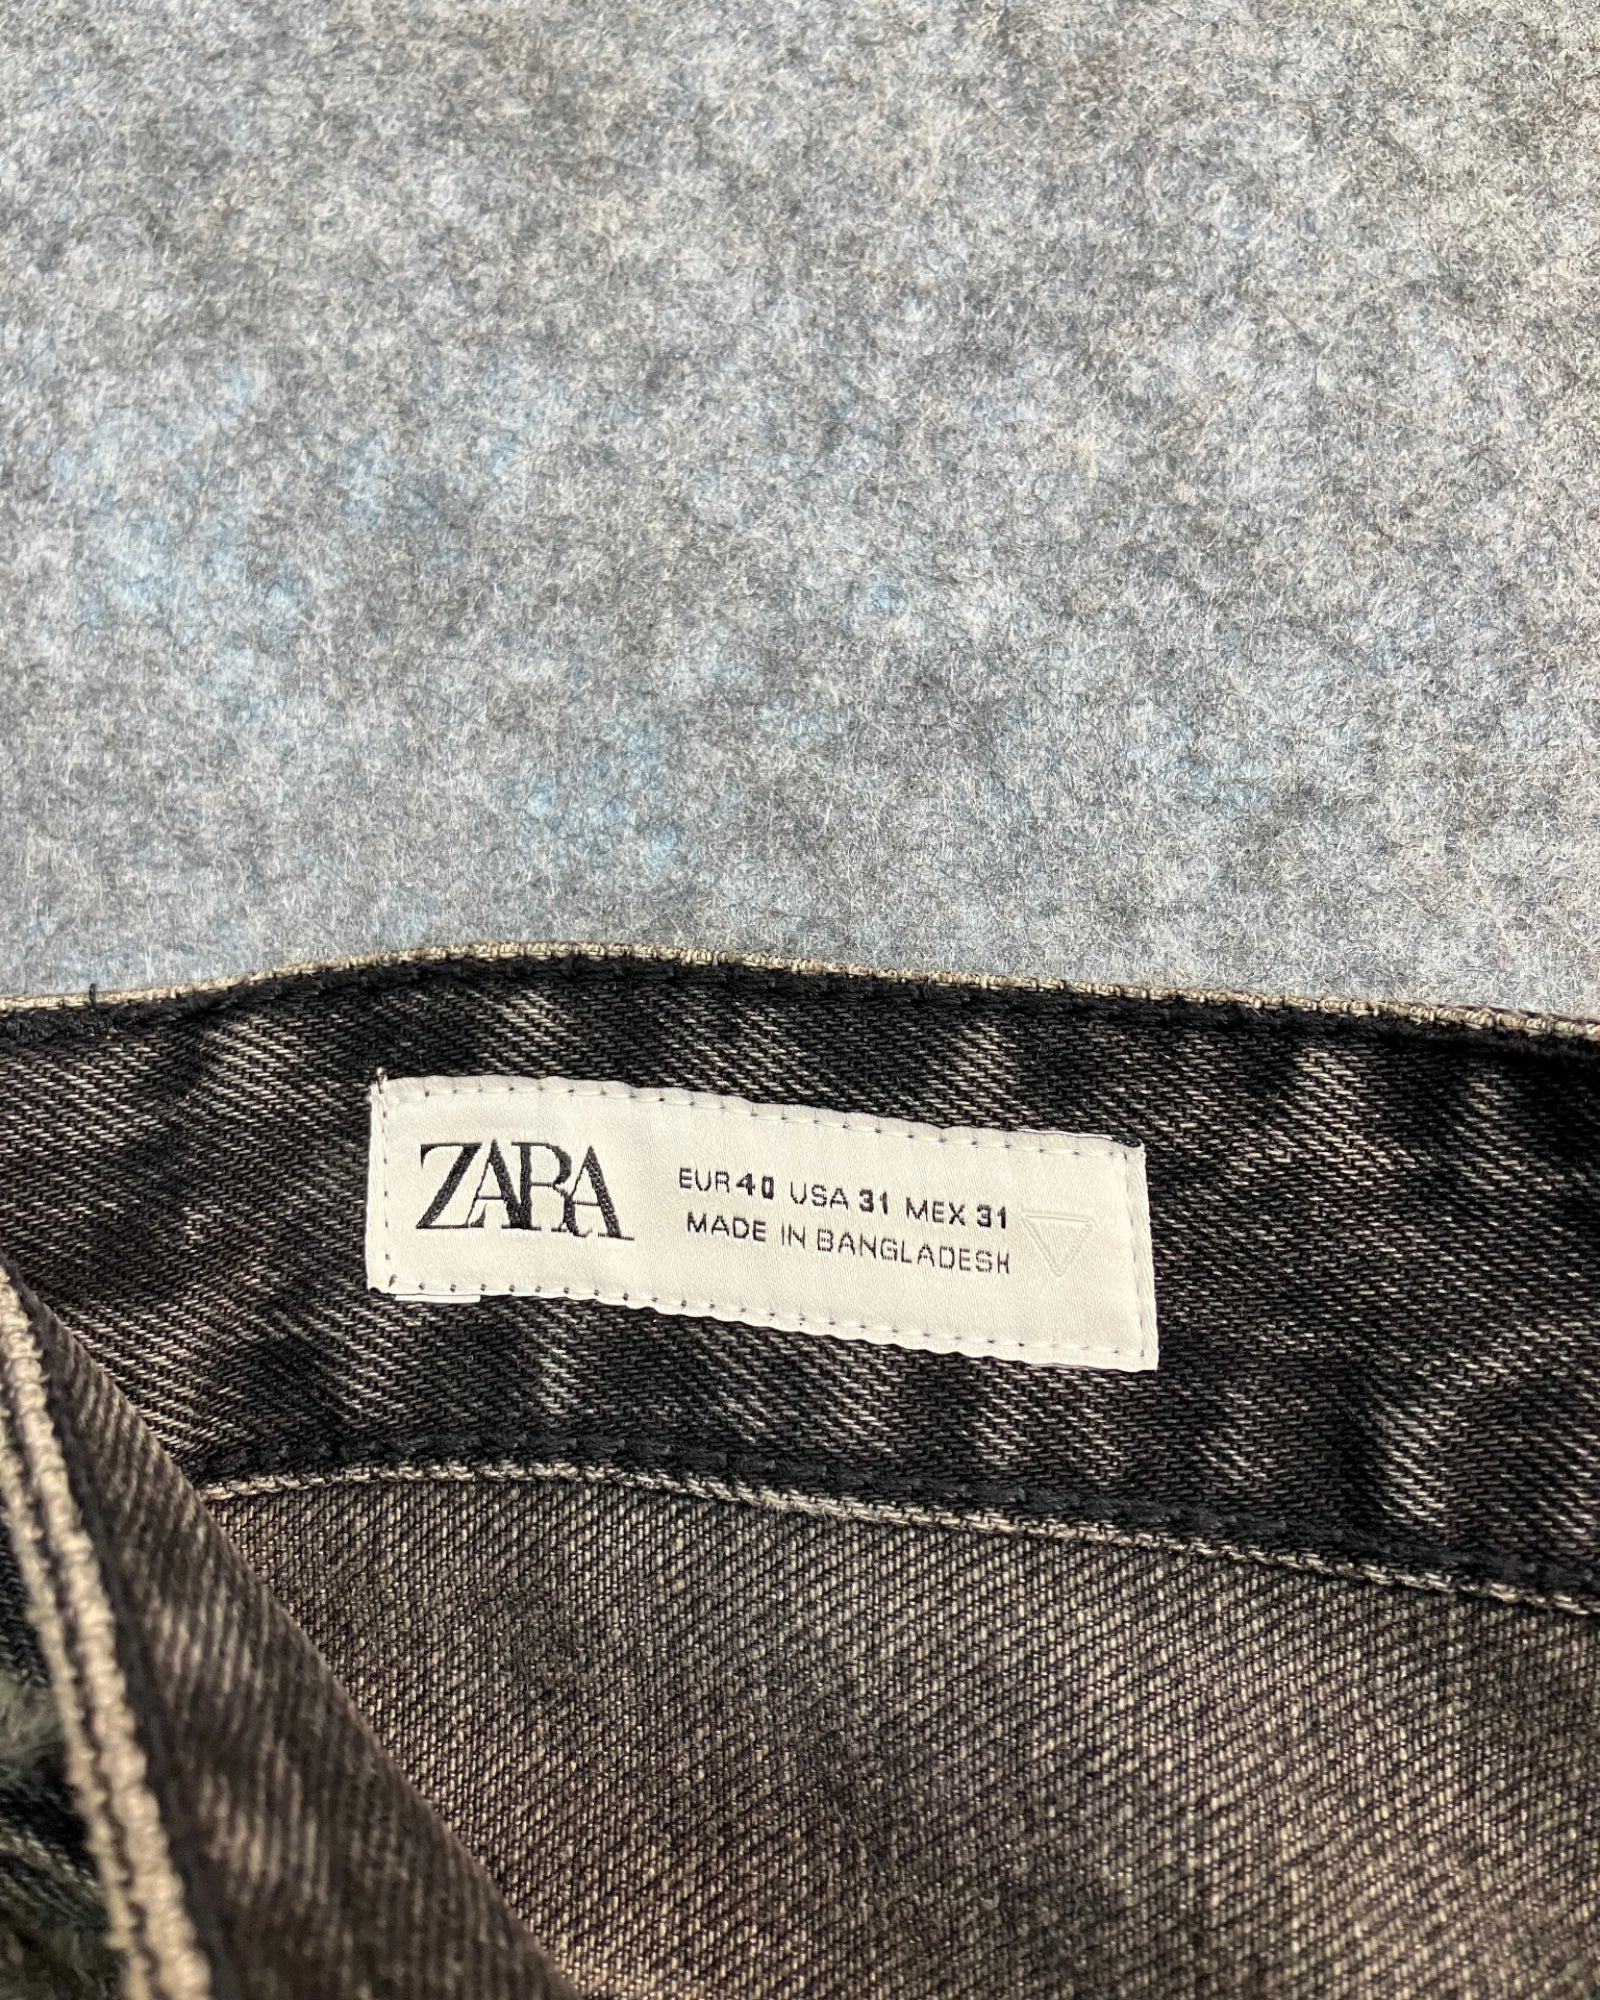 ZARA
EUR 40 USA 31 MEX 31
MADE IN BANGLADESH